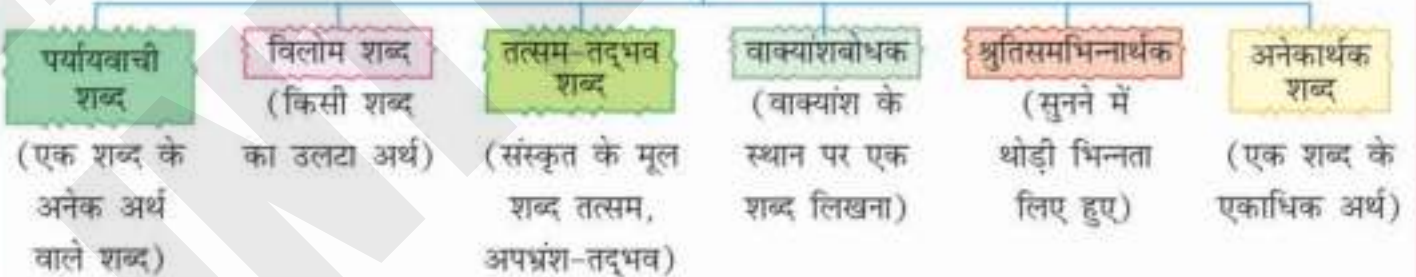 पर्यायवाची
शब्द
(एक शब्द के
अनेक अर्थ
वाले शब्द)
विलोम शब्द
(किसी शब्द
का उलटा अर्थ)
तत्सम-तद्भव
शब्द
(संस्कृत के मूल
शब्द तत्सम,
अपभ्रंश-तद्भव)
वाक्यांशबोधक
(वाक्यांश के
स्थान पर एक
शब्द लिखना)
श्रुतिसमभिन्नार्थक
(सुनने में
थोड़ी भिन्नता
लिए हुए)
अनेकार्थक
शब्द
(एक शब्द के
एकाधिक अर्थ)